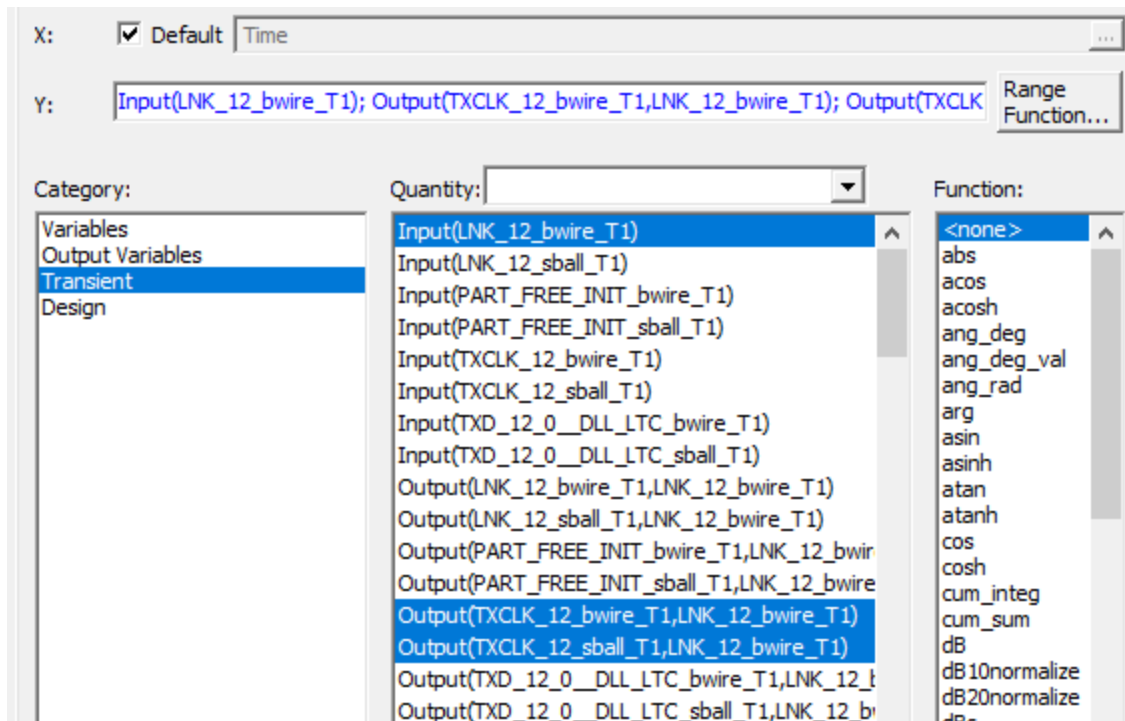 X: Default Time ...
Y: Input(LNK_12_bwire_T1); Output(TXCLK_12_bwire_T1,LNK_12_bwire_T1); Output(TXCLK
Range
Function...
Category:
Variables
Output Variables
Transient
Design
Quantity:
Input(LNK_12_bwire_T1)
Input(LNK_12_sball_T1)
Input(PART_FREE_INIT_bwire_T1)
Input(PART_FREE_INIT_sball_T1)
Input(TXCLK_12_bwire_T1)
Input(TXCLK_12_sball_T1)
Input(TXD_12_0__DLL_LTC_bwire_T1)
Input(TXD_12_0__DLL_LTC_sball_T1)
Output(LNK_12_bwire_T1,LNK_12_bwire_T1)
Output(LNK_12_sball_T1,LNK_12_bwire_T1)
Output(PART_FREE_INIT_bwire_T1,LNK_12_bwir
Output(PART_FREE_INIT_sball_T1,LNK_12_bwire
Output(TXCLK_12_bwire_T1,LNK_12_bwire_T1)
Output(TXCLK_12_sball_T1,LNK_12_bwire_T1)
Output(TXD_12_0__DLL_LTC_bwire_T1,LNK_12_b
Output(TXD_12_0__DLL_LTC_sball_T1,LNK_12_bw
Function:
<none>
abs
acos
acosh
ang_deg
ang_deg_val
ang_rad
arg
asin
asinh
atan
atanh
cos
cosh
cum_integ
cum_sum
dB
dB10normalize
dB20normalize
dBc